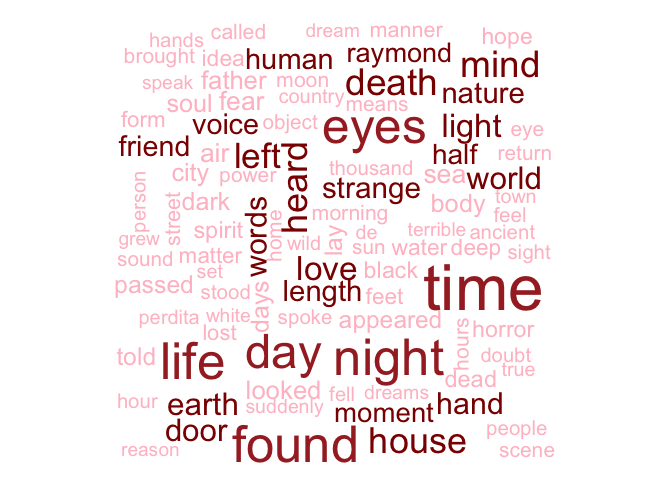 hands called dream manner hope
brought idea human raymond mind
speak father moon death nature
soul fear country means
form voice object eyes light eye
friend air left heard half return
city power thousand strange sea world
person street dark words morning body town feel
grew spirit home wild lay de terrible ancient
sound matter sun water deep sight
set love black
passed stood days length feet time
perdita white spoke appeared hours horror
lost
told life day night doubt
dead true
looked fell dreams
hour earth suddenly moment hand
door found house people
reason scene